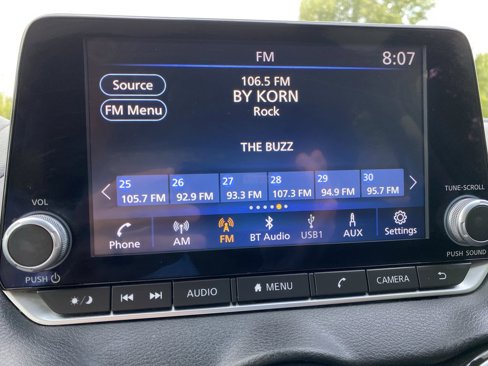 FM
8:07
Source
FM Menu
106.5 FM
BY KORN
Rock
THE BUZZ
25
105.7 FM
26
92.9 FM
27
93.3 FM
28
107.3 FM
29
94.9 FM
30
95.7 FM
Phone
AM
FM
BT Audio
USB1
AUX
Settings
VOL
PUSH
TUNE·SCROLL
PUSH SOUND
AUDIO
MENU
CAMERA